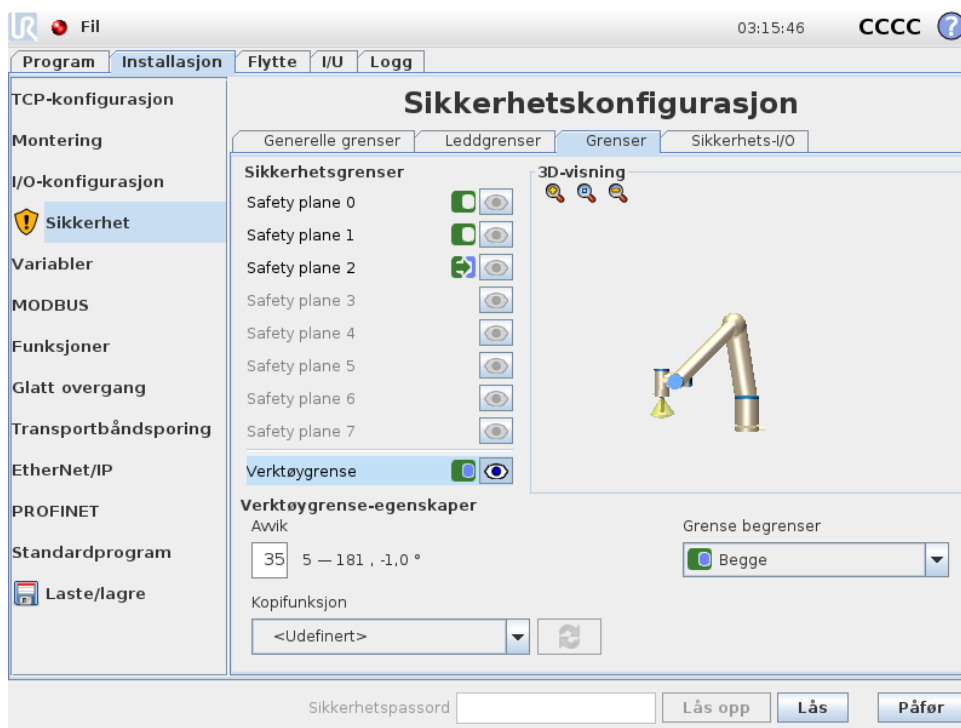 UR Fil 03:15:46 CCCC ?
Program Installasjon Flytte I/U Logg
TCP-konfigurasjon
Montering
I/O-konfigurasjon
Sikkerhet
Variabler
MODBUS
Funksjoner
Glatt overgang
Transportbåndsporing
EtherNet/IP
PROFINET
Standardprogram
Laste/lagre
Sikkerhetskonfigurasjon
Generelle grenser Leddgrenser Grenser Sikkerhets-I/O
Sikkerhetsgrenser
Safety plane 0
Safety plane 1
Safety plane 2
Safety plane 3
Safety plane 4
Safety plane 5
Safety plane 6
Safety plane 7
Verktøygrense
3D-visning
Verktøygrense-egenskaper
Avvik
35 5 — 181 , -1,0 °
Grense begrenser
Begge
Kopifunksjon
<Udefinert>
Sikkerhetspassord Lås opp Lås Påfør